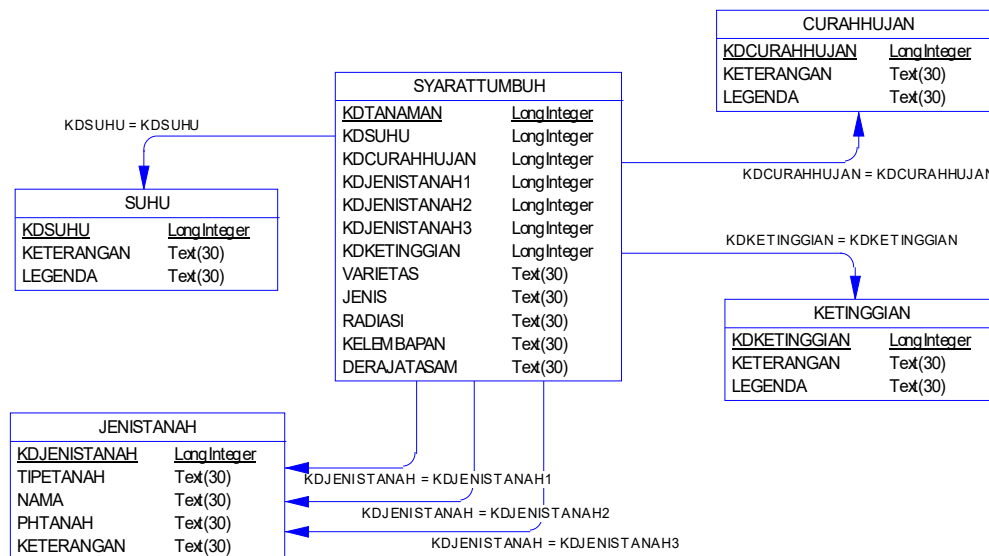 CURAHHUJAN
KDCURAHHUJAN LongInteger
KETERANGAN Text(30)
LEGENDA Text(30)
SYARATTUMBUH
KDTANAMAN LongInteger
KDSUHU LongInteger
KDCURAHHUJAN LongInteger
KDJENISTANAH1 LongInteger
KDJENISTANAH2 LongInteger
KDJENISTANAH3 LongInteger
KDKETINGGIAN LongInteger
VARIETAS Text(30)
JENIS Text(30)
RADIASI Text(30)
KELEMBAPAN Text(30)
DERAJATASAM Text(30)
KDSUHU = KDSUHU
KDCURAHHUJAN = KDCURAHHUJAN
SUHU
KDSUHU LongInteger
KETERANGAN Text(30)
LEGENDA Text(30)
KDKETINGGIAN = KDKETINGGIAN
KETINGGIAN
KDKETINGGIAN LongInteger
KETERANGAN Text(30)
LEGENDA Text(30)
JENISTANAH
KDJENISTANAH LongInteger
TIPETANAH Text(30)
NAMA Text(30)
PHTANAH Text(30)
KETERANGAN Text(30)
KDJENISTANAH = KDJENISTANAH1
KDJENISTANAH = KDJENISTANAH2
KDJENISTANAH = KDJENISTANAH3